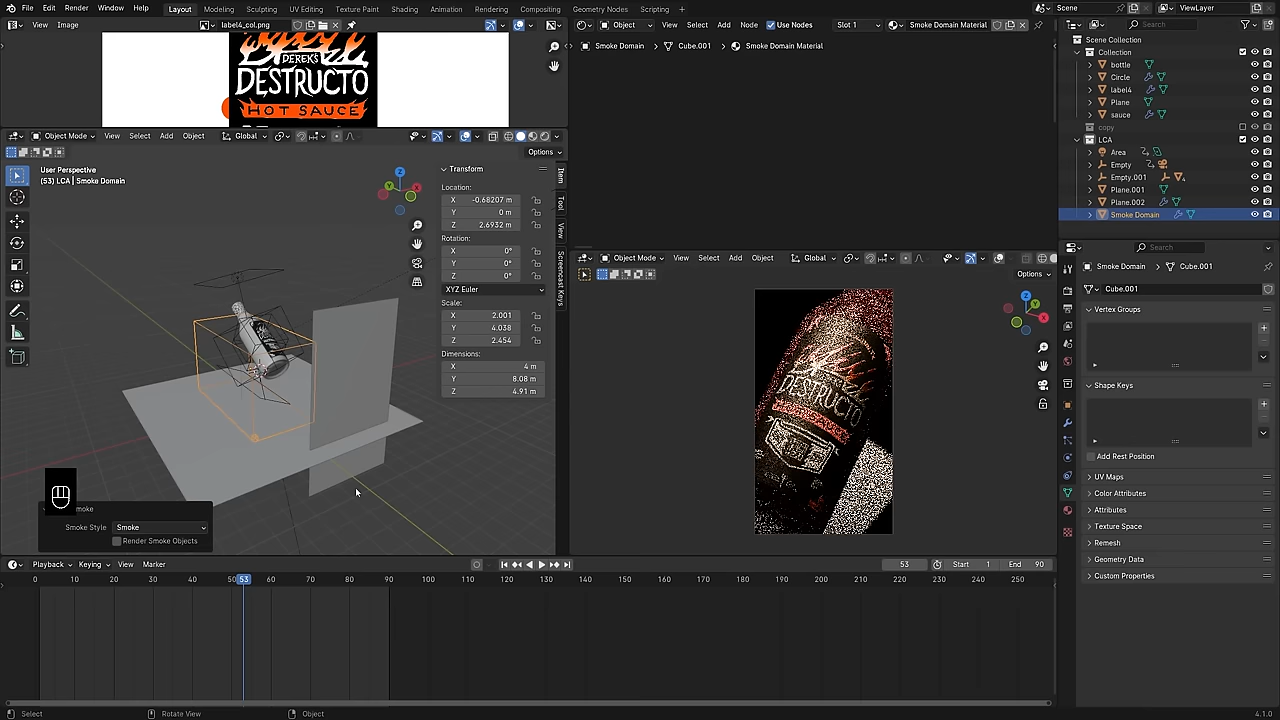 File Edit Render Window Help Layout Modeling Sculpting UV Editing Texture Paint Shading Animation Rendering Compositing Geometry Nodes Scripting + Scene ViewLayer
View Image label4_col.png Object View Select Add Node Use Nodes Slot 1 Smoke Domain Material Search
Smoke Domain > Cube.001 > Smoke Domain Material
Scene Collection
Collection
bottle
Circle
label4
Plane
sauce
copy
LCA
Area
Empty
Empty.001
Plane.001
Plane.002
Smoke Domain
DEREK'S
DESTRUCTO
HOT SAUCE
Object Mode View Select Add Object Global
Options
User Perspective
(53) LCA | Smoke Domain
Transform
Location:
X -0.68207 m
Y 0 m
Z 2.6932 m
Rotation:
X 0°
Y 0°
Z 0°
XYZ Euler
Scale:
X 2.001
Y 4.038
Z 2.454
Dimensions:
X 4 m
Y 8.08 m
Z 4.91 m
Item
Tool
View
Screencast Keys
Smoke Style Smoke
Render Smoke Objects
Object Mode View Select Add Object Global
Options
DESTRUCTO
Search
Smoke Domain > Cube.001
Cube.001
Vertex Groups
Shape Keys
Add Rest Position
UV Maps
Color Attributes
Attributes
Texture Space
Remesh
Geometry Data
Custom Properties
Playback Keying View Marker 53 Start 1 End 90
0 10 20 30 40 50 53 60 70 80 90 100 110 120 130 140 150 160 170 180 190 200 210 220 230 240 250
Select Rotate View Object 4.1.0